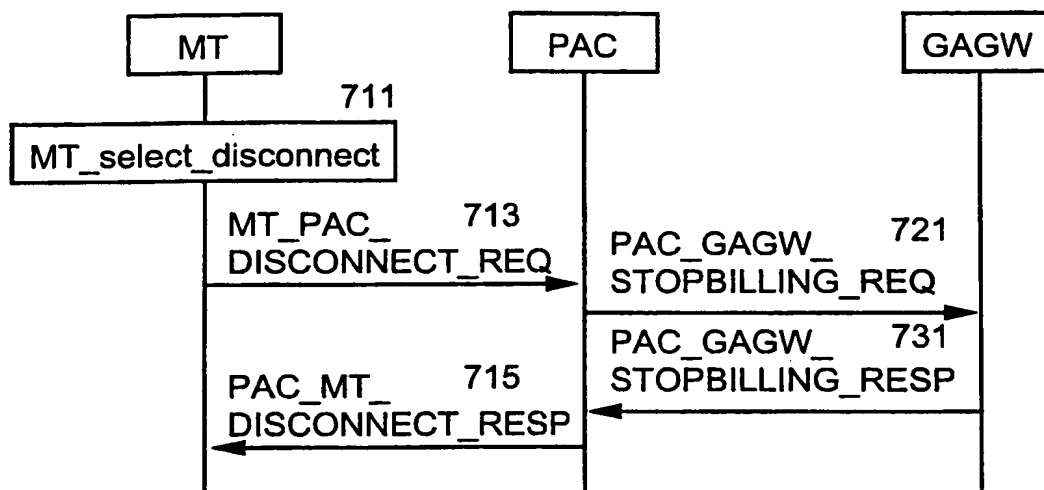 MT
PAC
GAGW
711
MT_select_disconnect
MT_PAC_ 713
DISCONNECT_REQ
PAC_GAGW_ 721
STOPBILLING_REQ
PAC_GAGW_ 731
STOPBILLING_RESP
PAC_MT_ 715
DISCONNECT_RESP